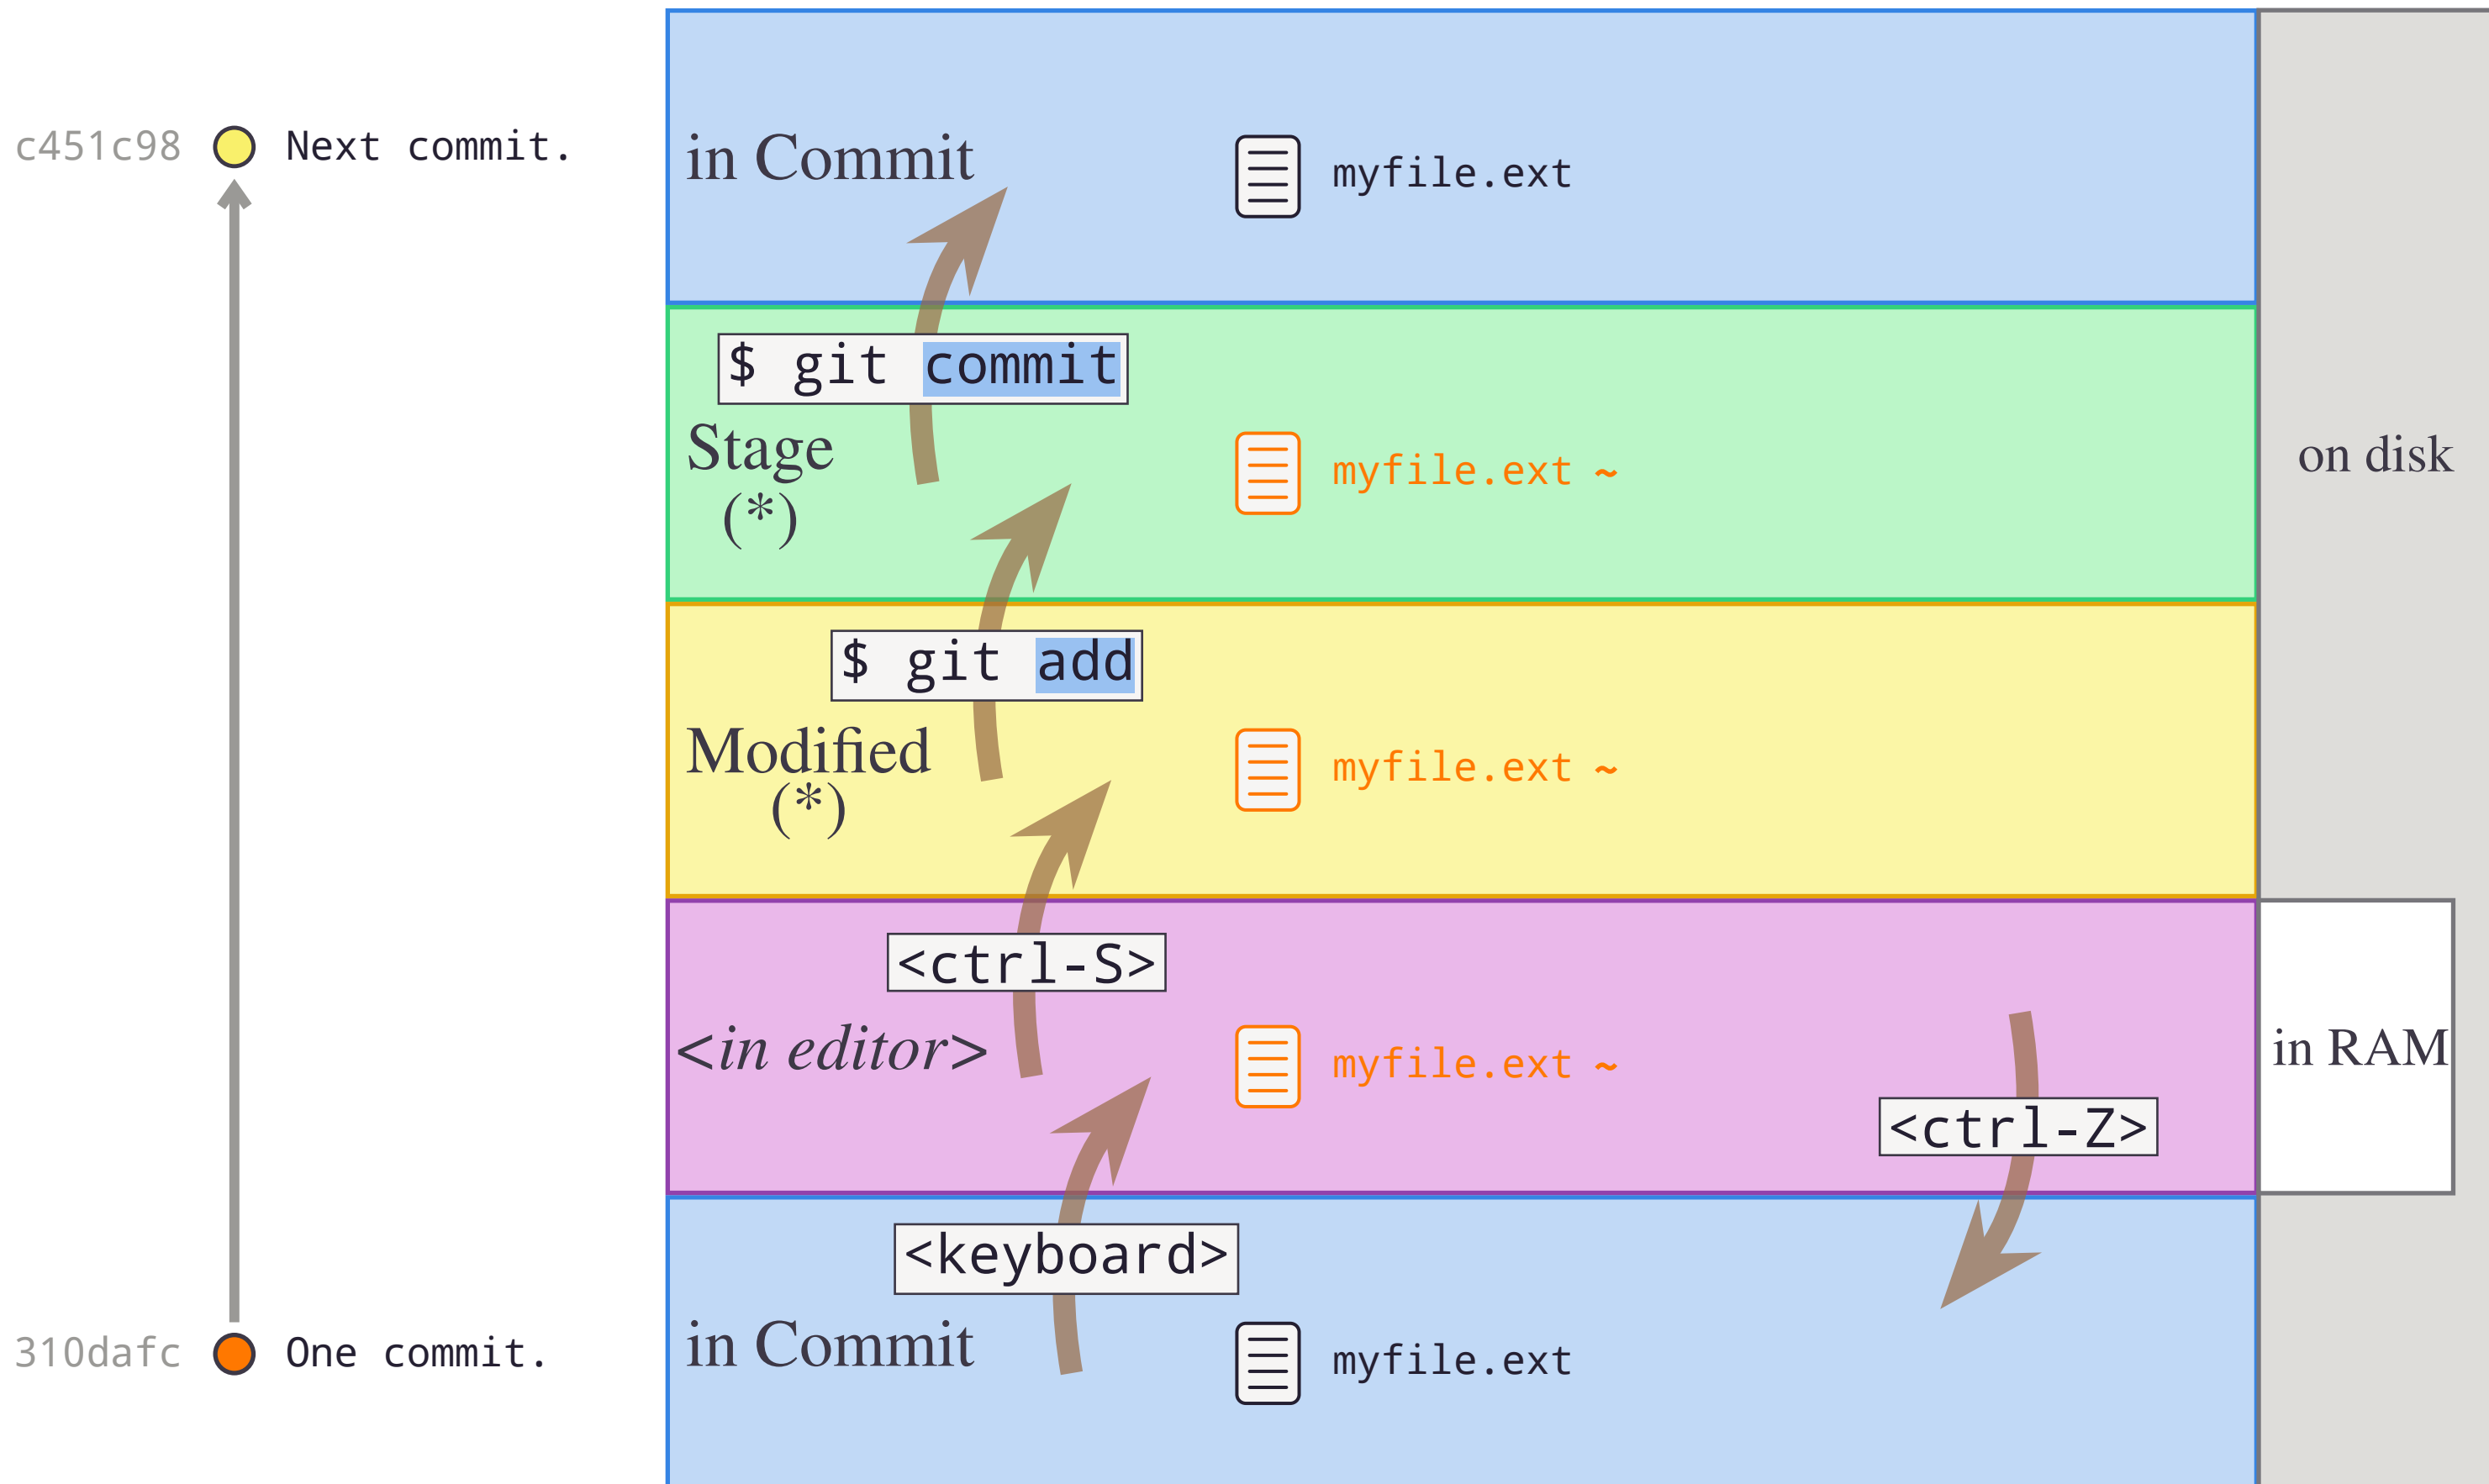 c451c98 Next commit.
in Commit
myfile.ext
$ git commit
Stage
(*)
myfile.ext ~
on disk
$ git add
Modified
(*)
myfile.ext ~
<ctrl-S>
<in editor>
myfile.ext ~
in RAM
<ctrl-Z>
<keyboard>
310dafc One commit.
in Commit
myfile.ext